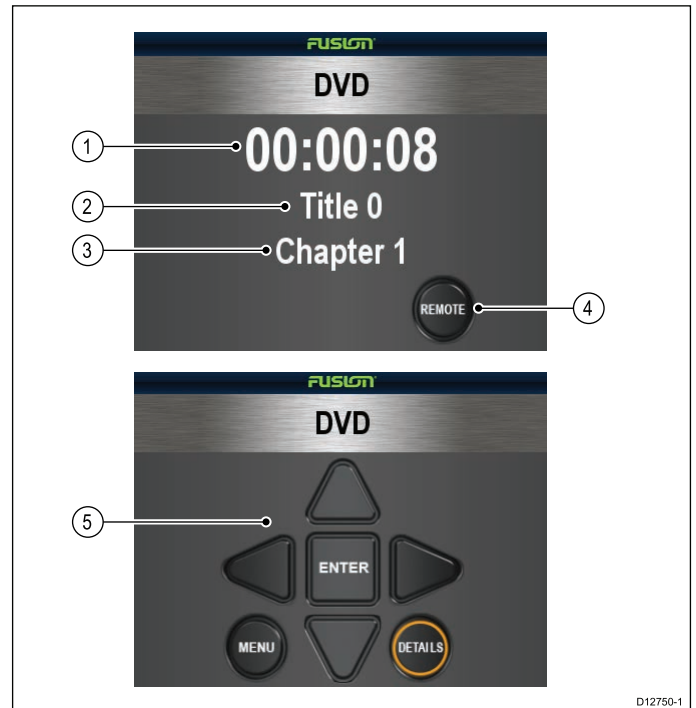 FUSION
DVD
1
00:00:08
2
Title 0
3
Chapter 1
REMOTE
4
FUSION
DVD
5
ENTER
MENU
DETAILS
D12750-1